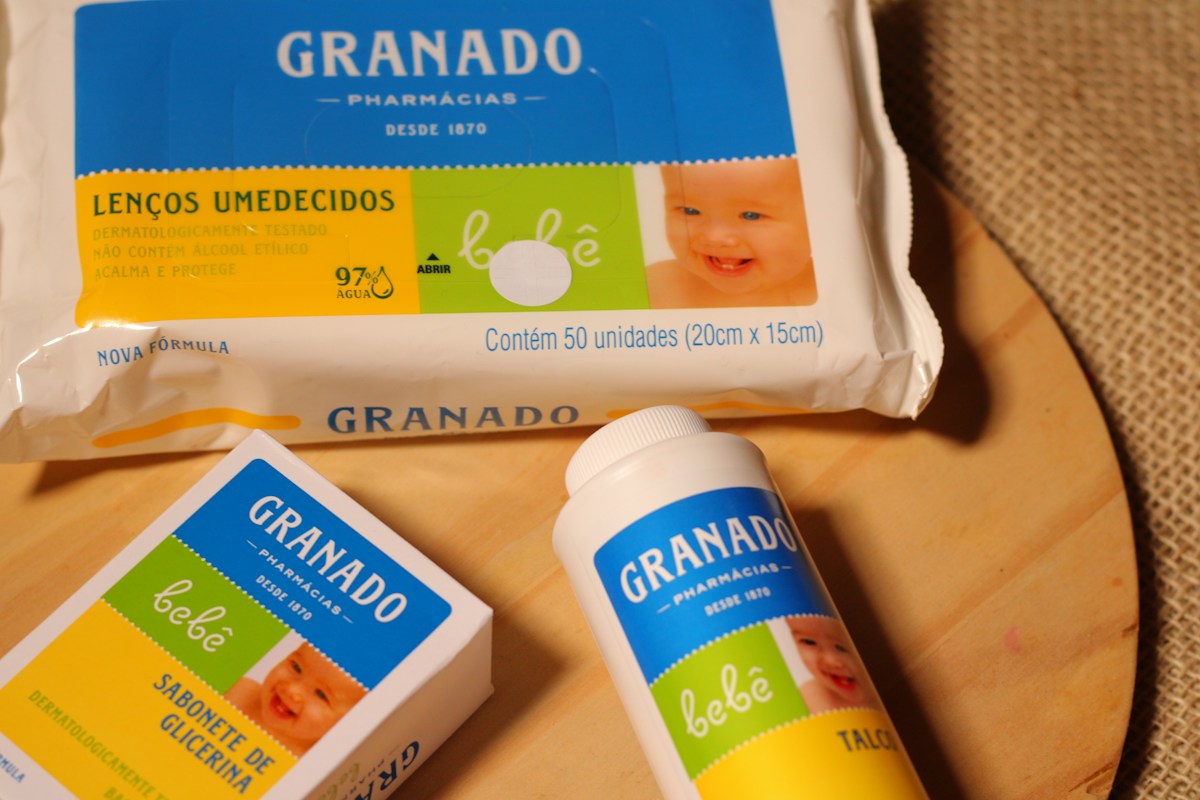 GRANADO
PHARMÁCIAS
DESDE 1870
LENÇOS UMEDECIDOS
DERMATOLOGICAMENTE TESTADO
NÃO CONTEM ÁLCOOL ETÍLICO
ACALMA E PROTEGE
97%
ÁGUA
ABRIR
bebê
NOVA FÓRMULA
Contém 50 unidades (20cm x 15cm)
GRANADO
GRANADO
PHARMÁCIAS
DESDE 1870
bebê
SABONETE DE
GLICERINA
DERMATOLOGICAMENTE
GRANADO
PHARMÁCIAS
DESDE 1870
bebê
TALCO